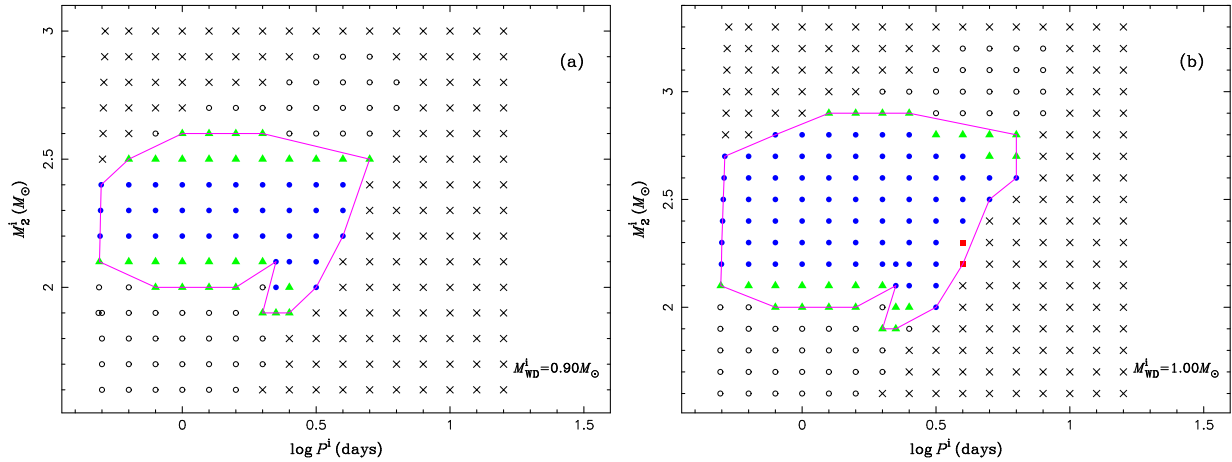 (a)
3
2.5
2
M₂ⁱ (M⊙)
0
0.5
1
1.5
log Pⁱ (days)
Mⁱ_WD=0.90M⊙
(b)
3
2.5
2
M₂ⁱ (M⊙)
0
0.5
1
1.5
log Pⁱ (days)
Mⁱ_WD=1.00M⊙